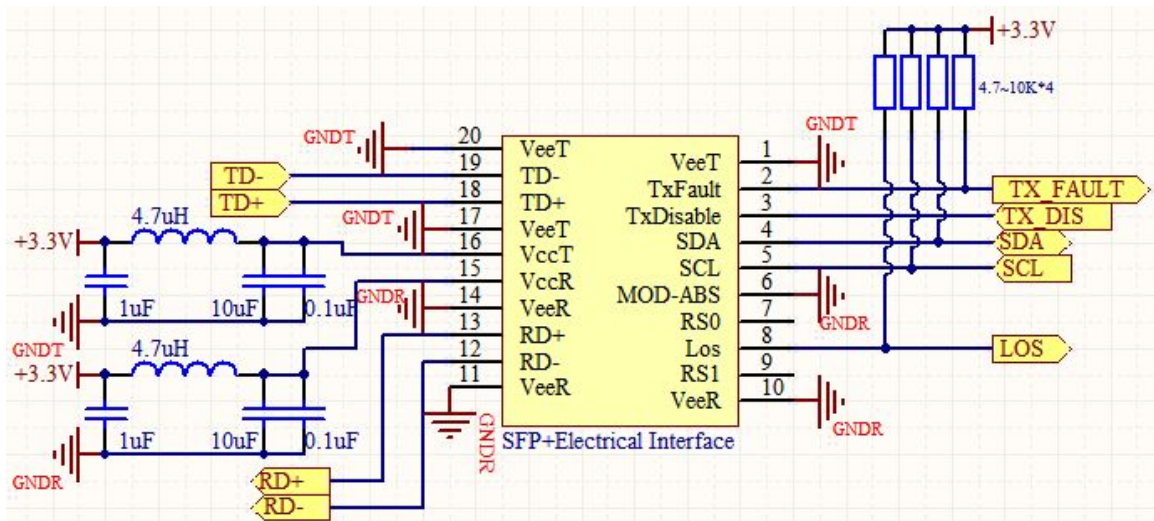 +3.3V
4.7~10K*4
GNDT
GNDT
20
VeeT
1
VeeT
19
TD-
TD-
2
TxFault
TX_FAULT
18
TD+
TD+
3
TxDisable
TX_DIS
4.7uH
GNDT
17
VeeT
4
SDA
SDA
+3.3V
16
VccT
5
SCL
SCL
15
VccR
6
MOD-ABS
1uF
10uF
0.1uF
GNDR
14
VeeR
7
RS0
GNDR
13
RD+
8
Los
LOS
GNDT
4.7uH
12
RD-
9
RS1
+3.3V
11
VeeR
10
VeeR
GNDR
1uF
10uF
0.1uF
GNDR
SFP+Electrical Interface
GNDR
RD+
RD-